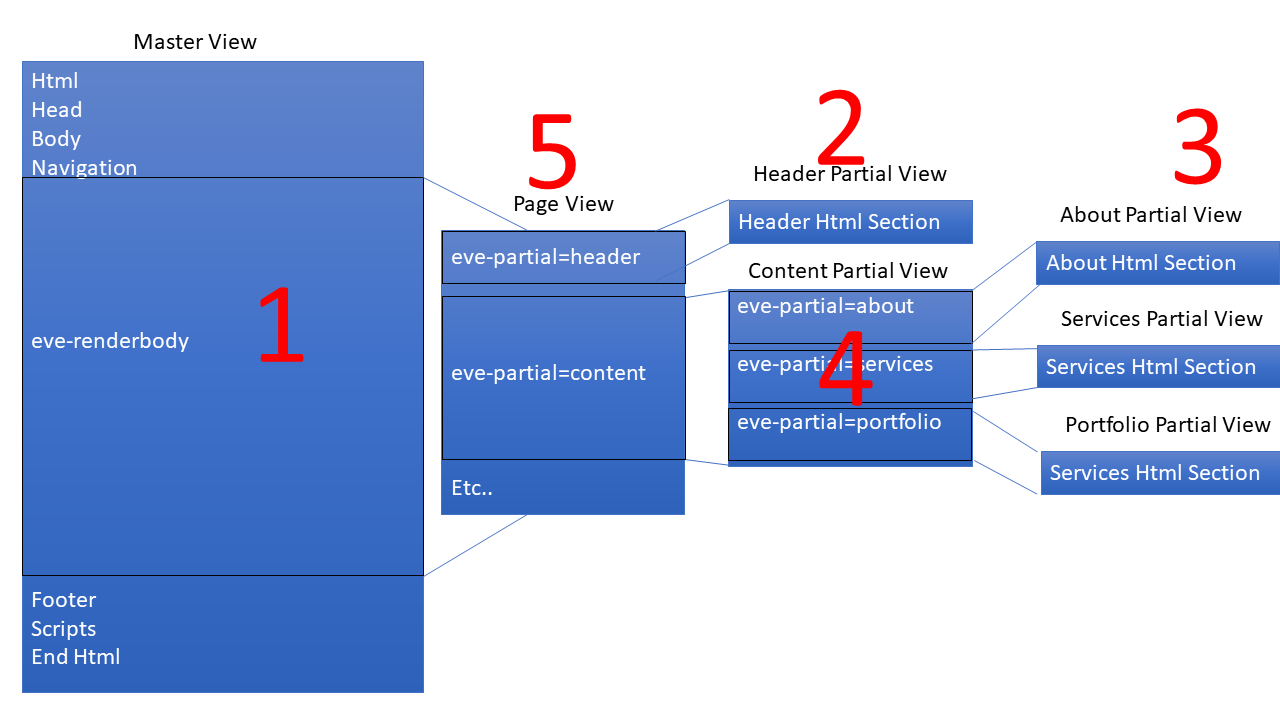 Master View
Html
Head
Body
Navigation
eve-renderbody
1
Footer
Scripts
End Html
5
Page View
eve-partial=header
eve-partial=content
Etc..
2
Header Partial View
Header Html Section
Content Partial View
eve-partial=about
eve-partial=services
4
eve-partial=portfolio
3
About Partial View
About Html Section
Services Partial View
Services Html Section
Portfolio Partial View
Services Html Section